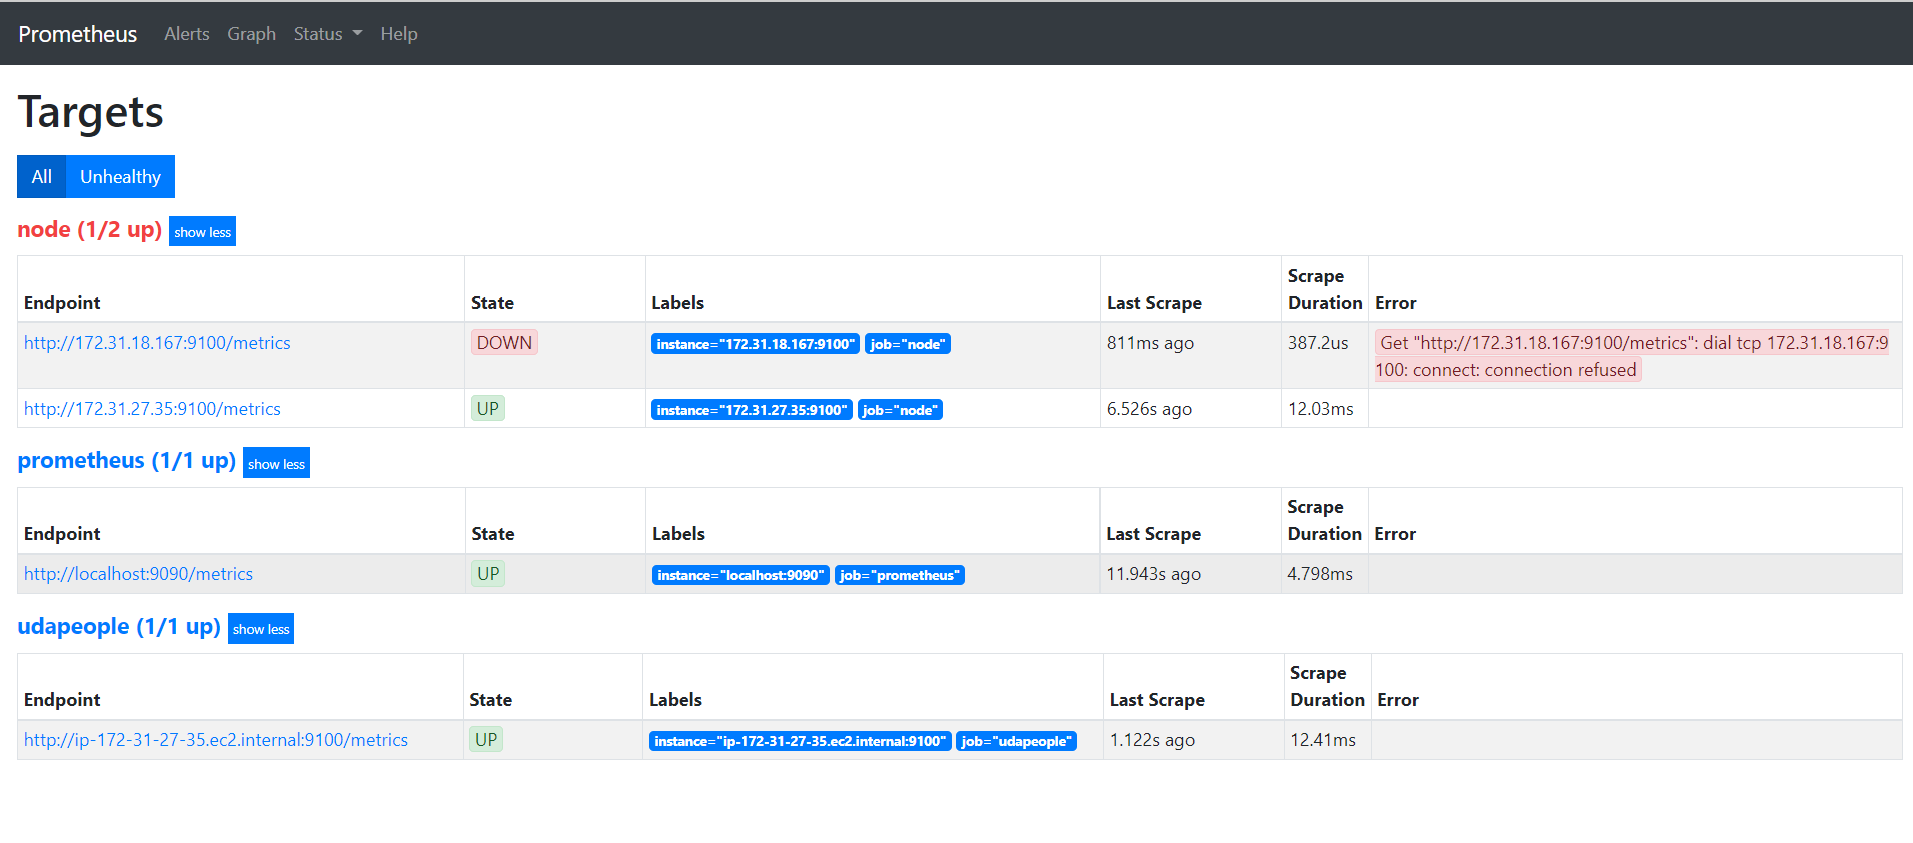 Prometheus Alerts Graph Status Help
Targets
All Unhealthy
node (1/2 up) show less
Endpoint State Labels Last Scrape Scrape Duration Error
http://172.31.18.167:9100/metrics DOWN instance="172.31.18.167:9100" job="node" 811ms ago 387.2us Get "http://172.31.18.167:9100/metrics": dial tcp 172.31.18.167:9
100: connect: connection refused
http://172.31.27.35:9100/metrics UP instance="172.31.27.35:9100" job="node" 6.526s ago 12.03ms
prometheus (1/1 up) show less
Endpoint State Labels Last Scrape Scrape Duration Error
http://localhost:9090/metrics UP instance="localhost:9090" job="prometheus" 11.943s ago 4.798ms
udapeople (1/1 up) show less
Endpoint State Labels Last Scrape Scrape Duration Error
http://ip-172-31-27-35.ec2.internal:9100/metrics UP instance="ip-172-31-27-35.ec2.internal:9100" job="udapeople" 1.122s ago 12.41ms